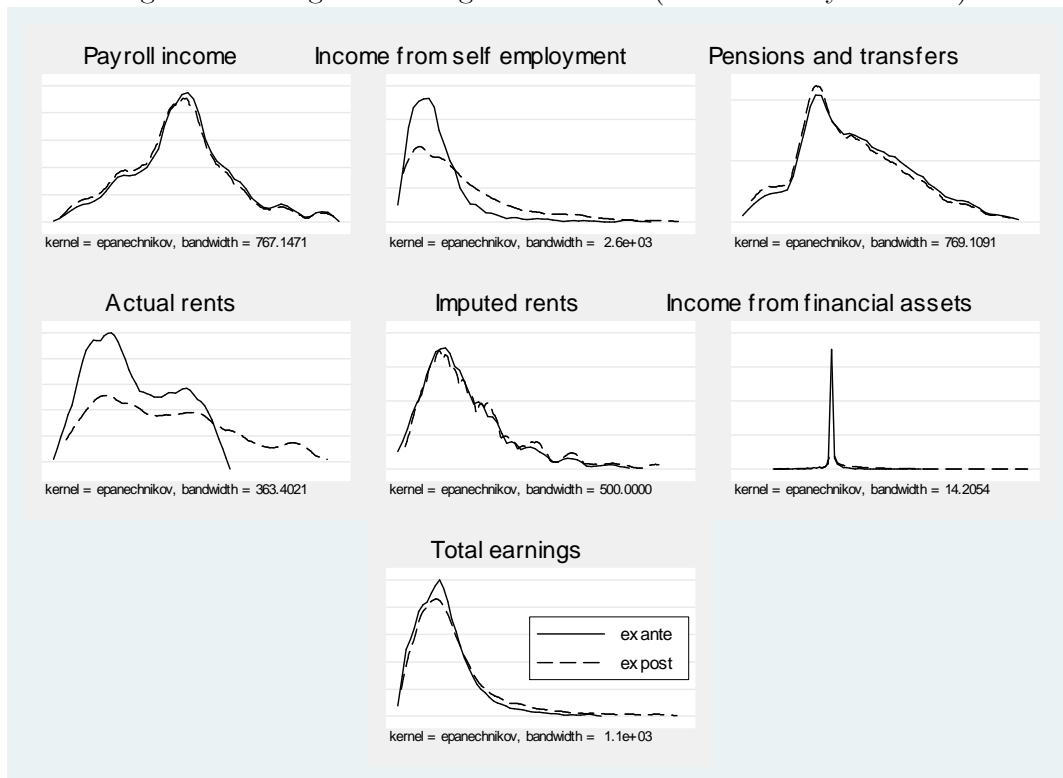 Payroll income
Income from self employment
Pensions and transfers
kernel = epanechnikov, bandwidth = 767.1471
kernel = epanechnikov, bandwidth = 2.6e+03
kernel = epanechnikov, bandwidth = 769.1091
Actual rents
Imputed rents
Income from financial assets
kernel = epanechnikov, bandwidth = 363.4021
kernel = epanechnikov, bandwidth = 500.0000
kernel = epanechnikov, bandwidth = 14.2054
Total earnings
ex ante
ex post
kernel = epanechnikov, bandwidth = 1.1e+03